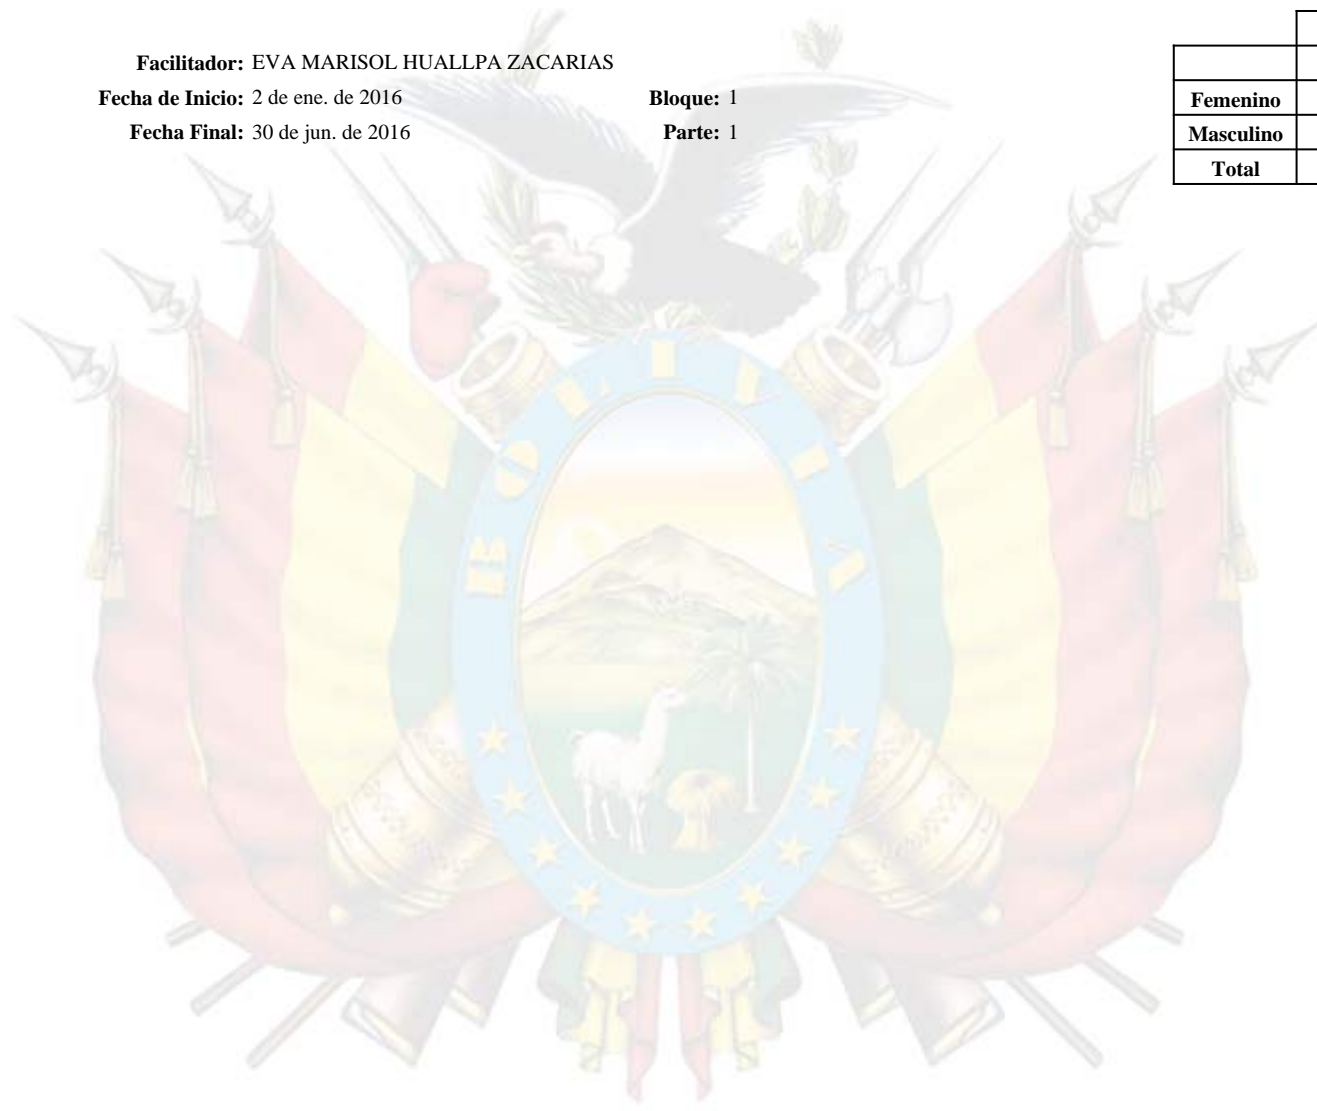 Facilitador: EVA MARISOL HUALLPA ZACARIAS
Fecha de Inicio: 2 de ene. de 2016 Bloque: 1
Fecha Final: 30 de jun. de 2016 Parte: 1
Femenino
Masculino
Total
BOLIVIA